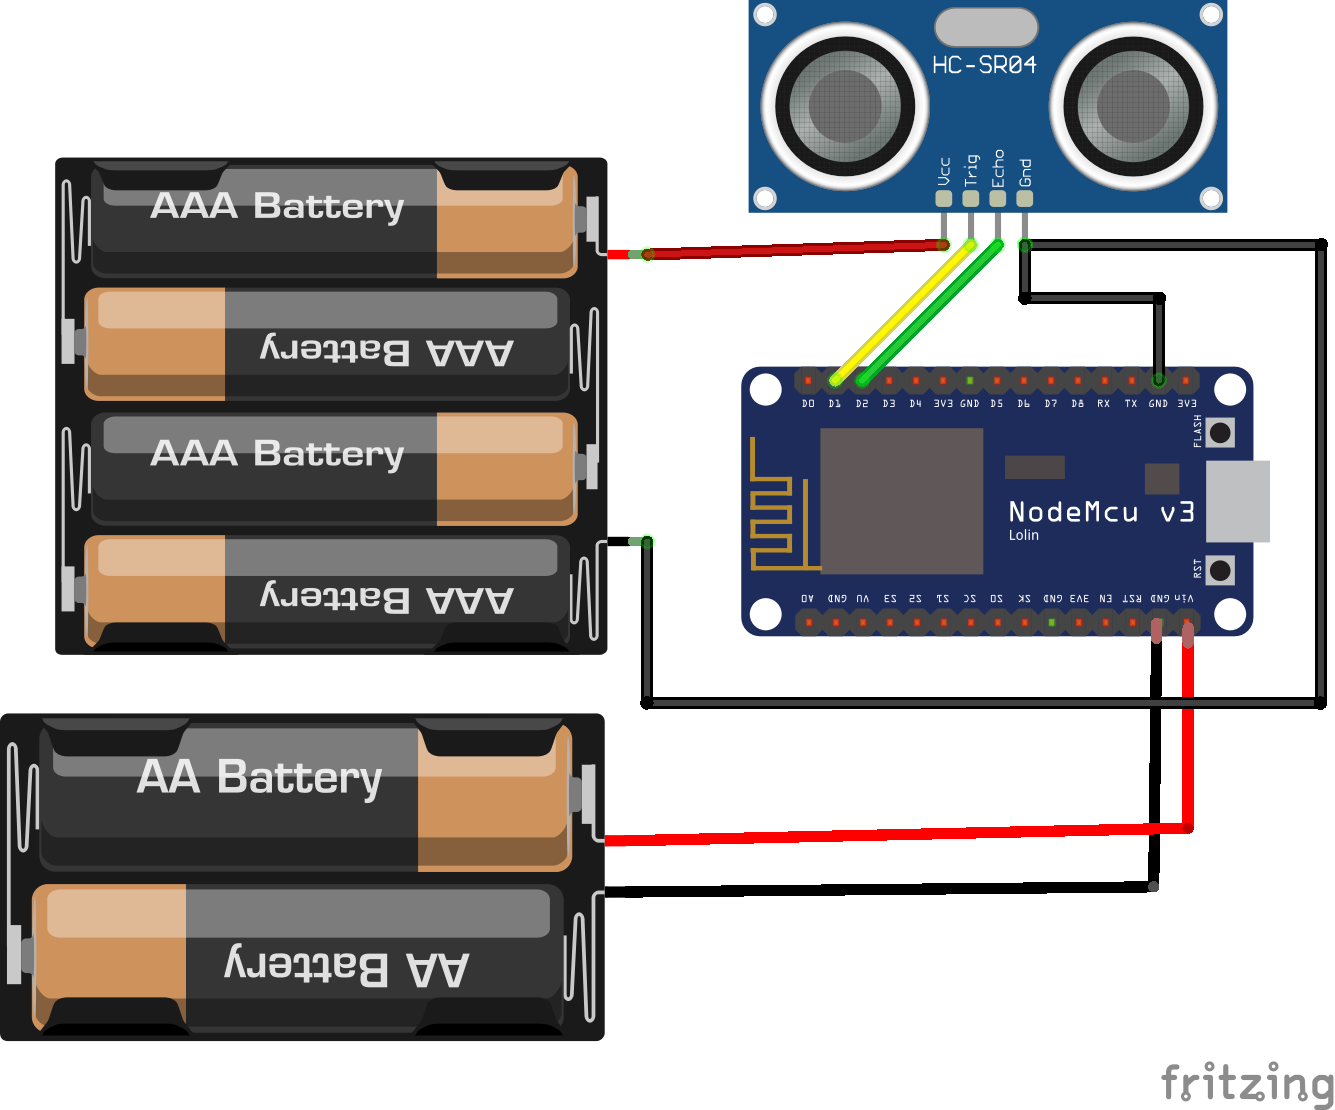 HC-SR04
Vcc
Trig
Echo
Gnd
AAA Battery
AAA Battery
AAA Battery
AAA Battery
D0 D1 D2 D3 D4 3V3 GND D5 D6 D7 D8 RX TX GND 3V3
FLASH
NodeMcu v3
Lolin
RST
A0 GND VU S3 S2 S1 SC SO SK GND 3V3 EN RST GND Vin
AA Battery
AA Battery
fritzing